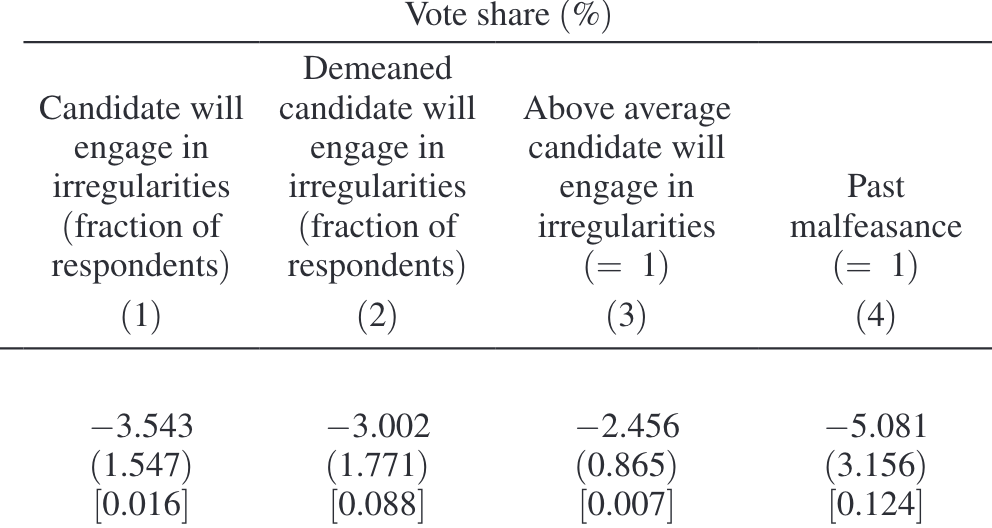 Vote share (%)
Demeaned
Candidate will candidate will Above average
engage in engage in candidate will
irregularities irregularities engage in Past
(fraction of (fraction of irregularities malfeasance
respondents) respondents) (= 1) (= 1)
(1) (2) (3) (4)
−3.543 −3.002 −2.456 −5.081
(1.547) (1.771) (0.865) (3.156)
[0.016] [0.088] [0.007] [0.124]